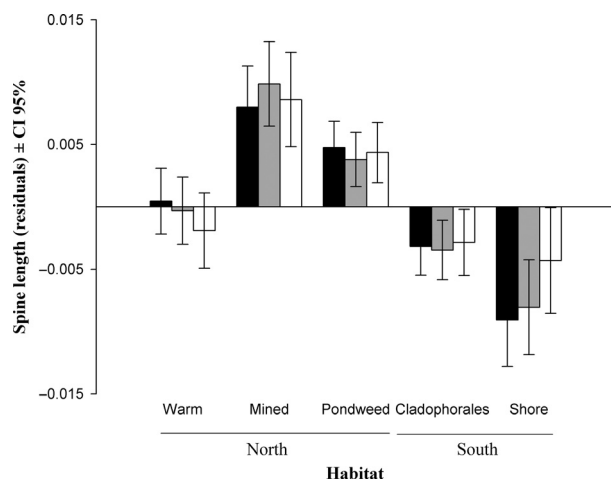 Spine length (residuals) ± CI 95%
0.015
0.005
−0.005
−0.015
Warm Mined Pondweed Cladophorales Shore
North South
Habitat